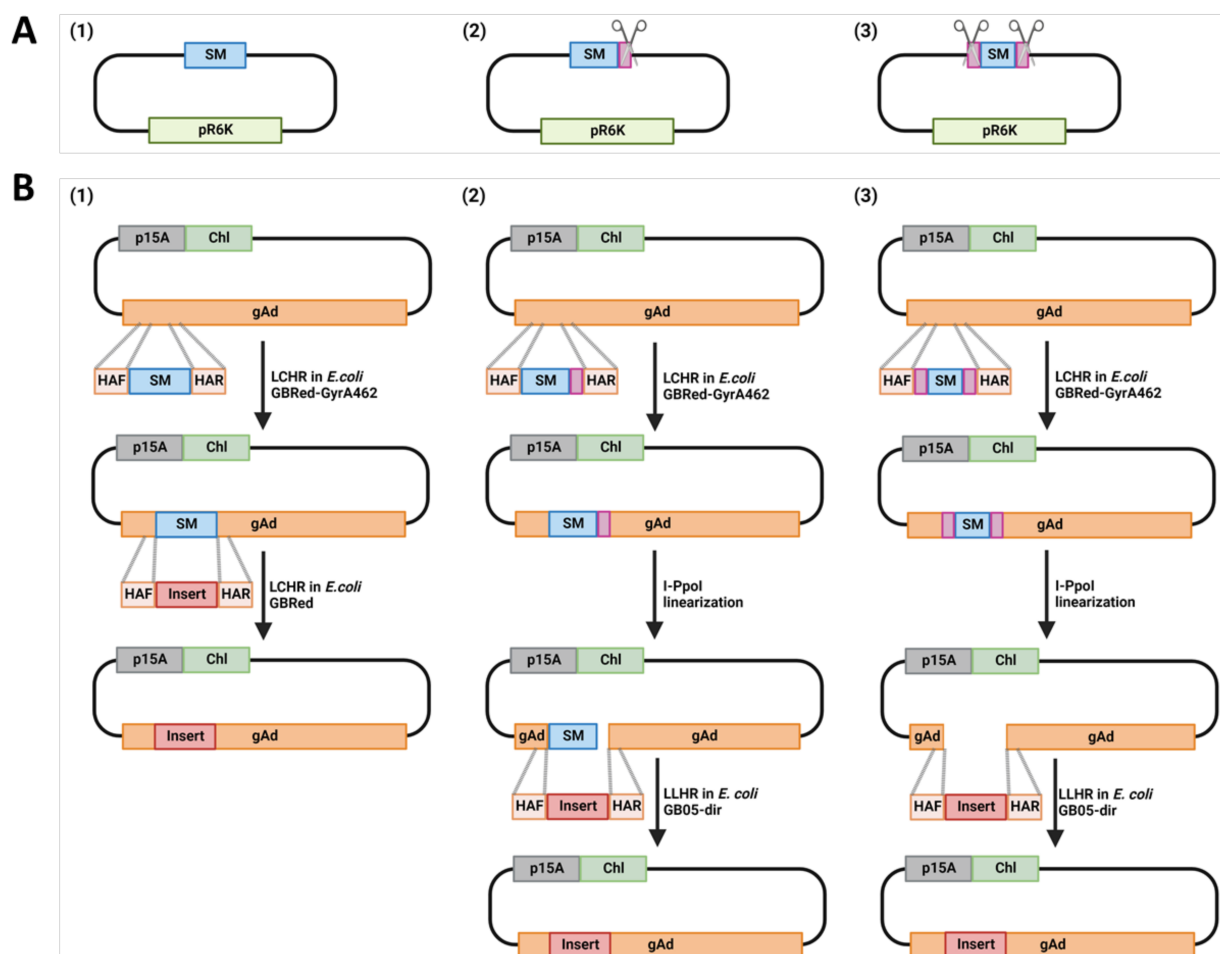 A
(1)
SM
pR6K
(2)
SM
pR6K
(3)
SM
pR6K
B
(1)
p15A Chl
gAd
HAF SM HAR
LCHR in E.coli
GBRed-GyrA462
p15A Chl
SM gAd
HAF Insert HAR
LCHR in E.coli
GBRed
p15A Chl
Insert gAd
(2)
p15A Chl
gAd
HAF SM HAR
LCHR in E.coli
GBRed-GyrA462
p15A Chl
SM gAd
I-PpoI
linearization
p15A Chl
gAd SM gAd
HAF Insert HAR
LLHR in E. coli
GB05-dir
p15A Chl
Insert gAd
(3)
p15A Chl
gAd
HAF SM HAR
LCHR in E.coli
GBRed-GyrA462
p15A Chl
SM gAd
I-PpoI
linearization
p15A Chl
gAd gAd
HAF Insert HAR
LLHR in E. coli
GB05-dir
p15A Chl
Insert gAd